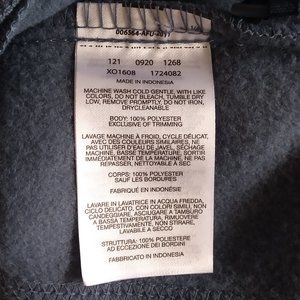 006564-AFU-2011
121 0920 1268
XO1608 1724082
MADE IN INDONESIA
MACHINE WASH COLD GENTLE, WITH LIKE
COLORS, DO NOT BLEACH, TUMBLE DRY
LOW, REMOVE PROMPTLY, DO NOT IRON,
DRYCLEANABLE
BODY: 100% POLYESTER
EXCLUSIVE OF TRIMMING
LAVAGE MACHINE À FROID, CYCLE DÉLICAT,
AVEC DES COULEURS SIMILAIRES, NE
PAS UTILISER D'EAU DE JAVEL, SÉCHAGE
MACHINE, BASSE TEMPÉRATURE, SORTIR
IMMÉDIATEMENT DE LA MACHINE, NE PAS
REPASSER, NETTOYAGE À SEC
CORPS: 100% POLYESTER
SAUF LES BORDURES
FABRIQUÉ EN INDONÉSIE
LAVARE IN LAVATRICE IN ACQUA FREDDA,
CICLO DELICATO, CON COLORI SIMILI, NON
CANDEGGIARE, ASCIUGARE A TAMBURO
A BASSA TEMPERATURA, RIMUOVERE
TEMPESTIVAMENTE, NON STIRARE,
LAVABILE A SECCO
STRUTTURA: 100% POLIESTERE
AD ECCEZIONE DEI BORDINI
FABBRICATO IN INDONESIA